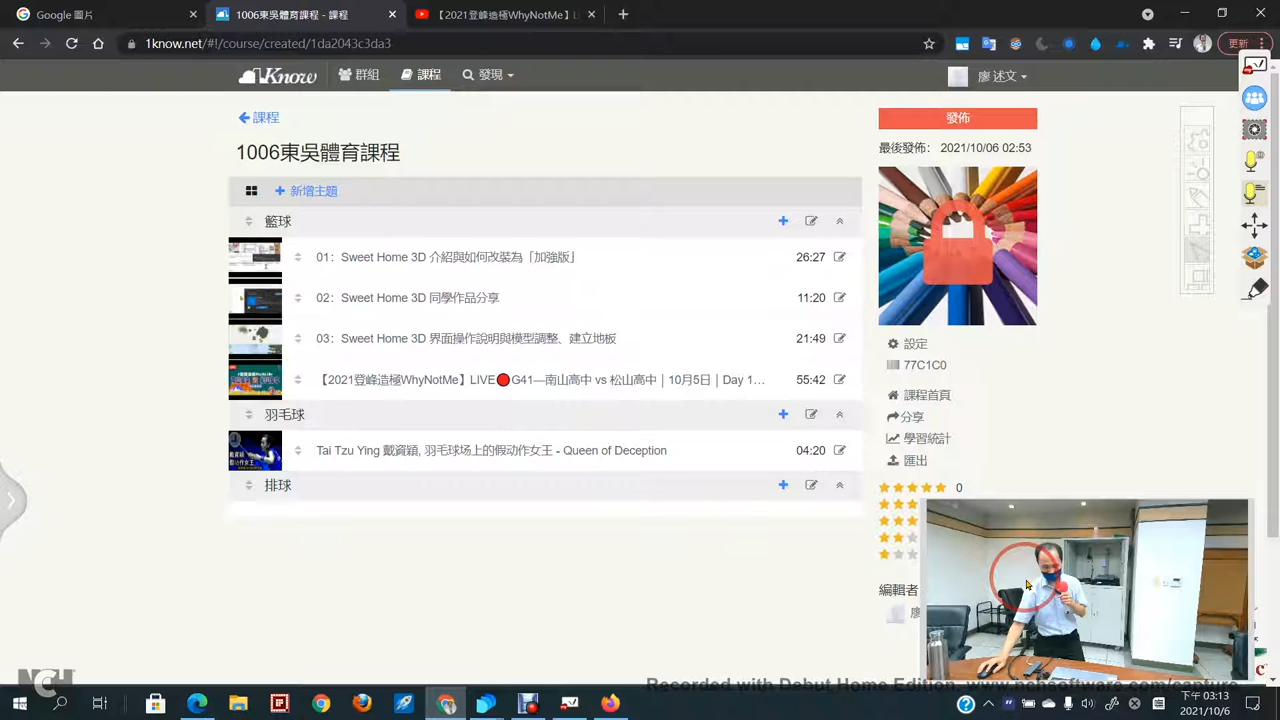 Google 圖片
1006東吳體育課程 - 課程
【2021登峰造極WhyNotMe】L
1know.net/#!/course/created/1da2043c3da3
更新
1Know
群組
課程
發現
廖 述文
課程
1006東吳體育課程
新增主題
籃球
01：Sweet Home 3D 介紹與如何改裝為「加強版」
26:27
02：Sweet Home 3D 同學作品分享
11:20
03：Sweet Home 3D 界面操作說明與模型調整、建立地板
21:49
【2021登峰造極WhyNotMe】LIVE🔴G41—南山高中 vs 松山高中｜10月5日｜Day 1...
55:42
羽毛球
Tai Tzu Ying 戴資穎, 羽毛球场上的假动作女王 - Queen of Deception
04:20
排球
發佈
最後發佈： 2021/10/06 02:53
設定
77C1C0
課程首頁
分享
學習統計
匯出
0
編輯者
廖
NCH
Recorded with Debut Home Edition. www.nchsoftware.com/capture
下午 03:13
2021/10/6